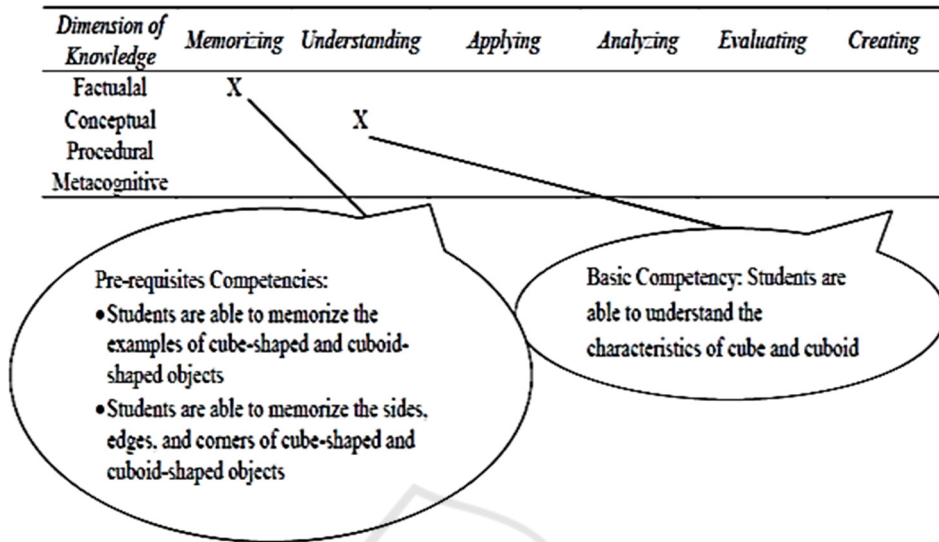 Dimension of Knowledge Memorizing Understanding Applying Analyzing Evaluating Creating
Factualal X
Conceptual X
Procedural
Metacognitive
Pre-requisites Competencies:
•Students are able to memorize the
examples of cube-shaped and cuboid-
shaped objects
•Students are able to memorize the sides,
edges, and corners of cube-shaped and
cuboid-shaped objects
Basic Competency: Students are
able to understand the
characteristics of cube and cuboid